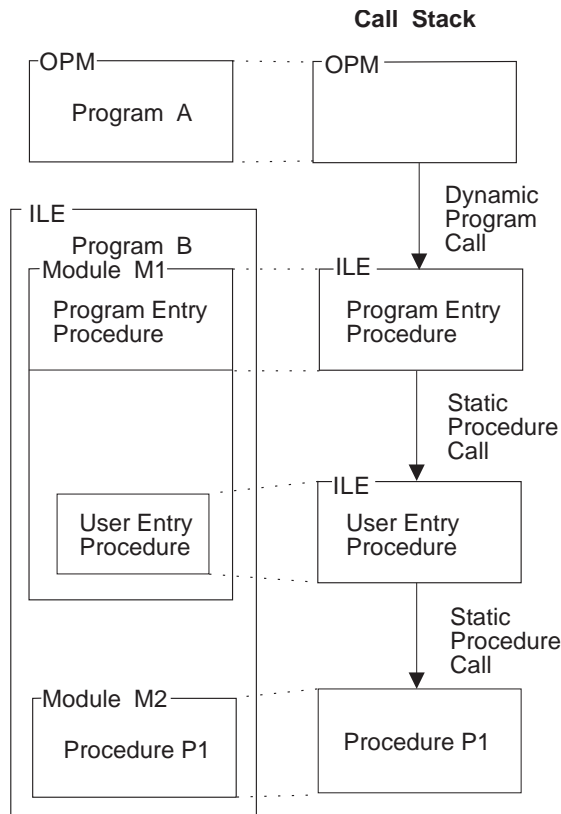 Call Stack
OPM
Program A
OPM
Dynamic
Program
Call
ILE
Program B
Module M1
Program Entry
Procedure
ILE
Program Entry
Procedure
Static
Procedure
Call
User Entry
Procedure
ILE
User Entry
Procedure
Static
Procedure
Call
Module M2
Procedure P1
Procedure P1